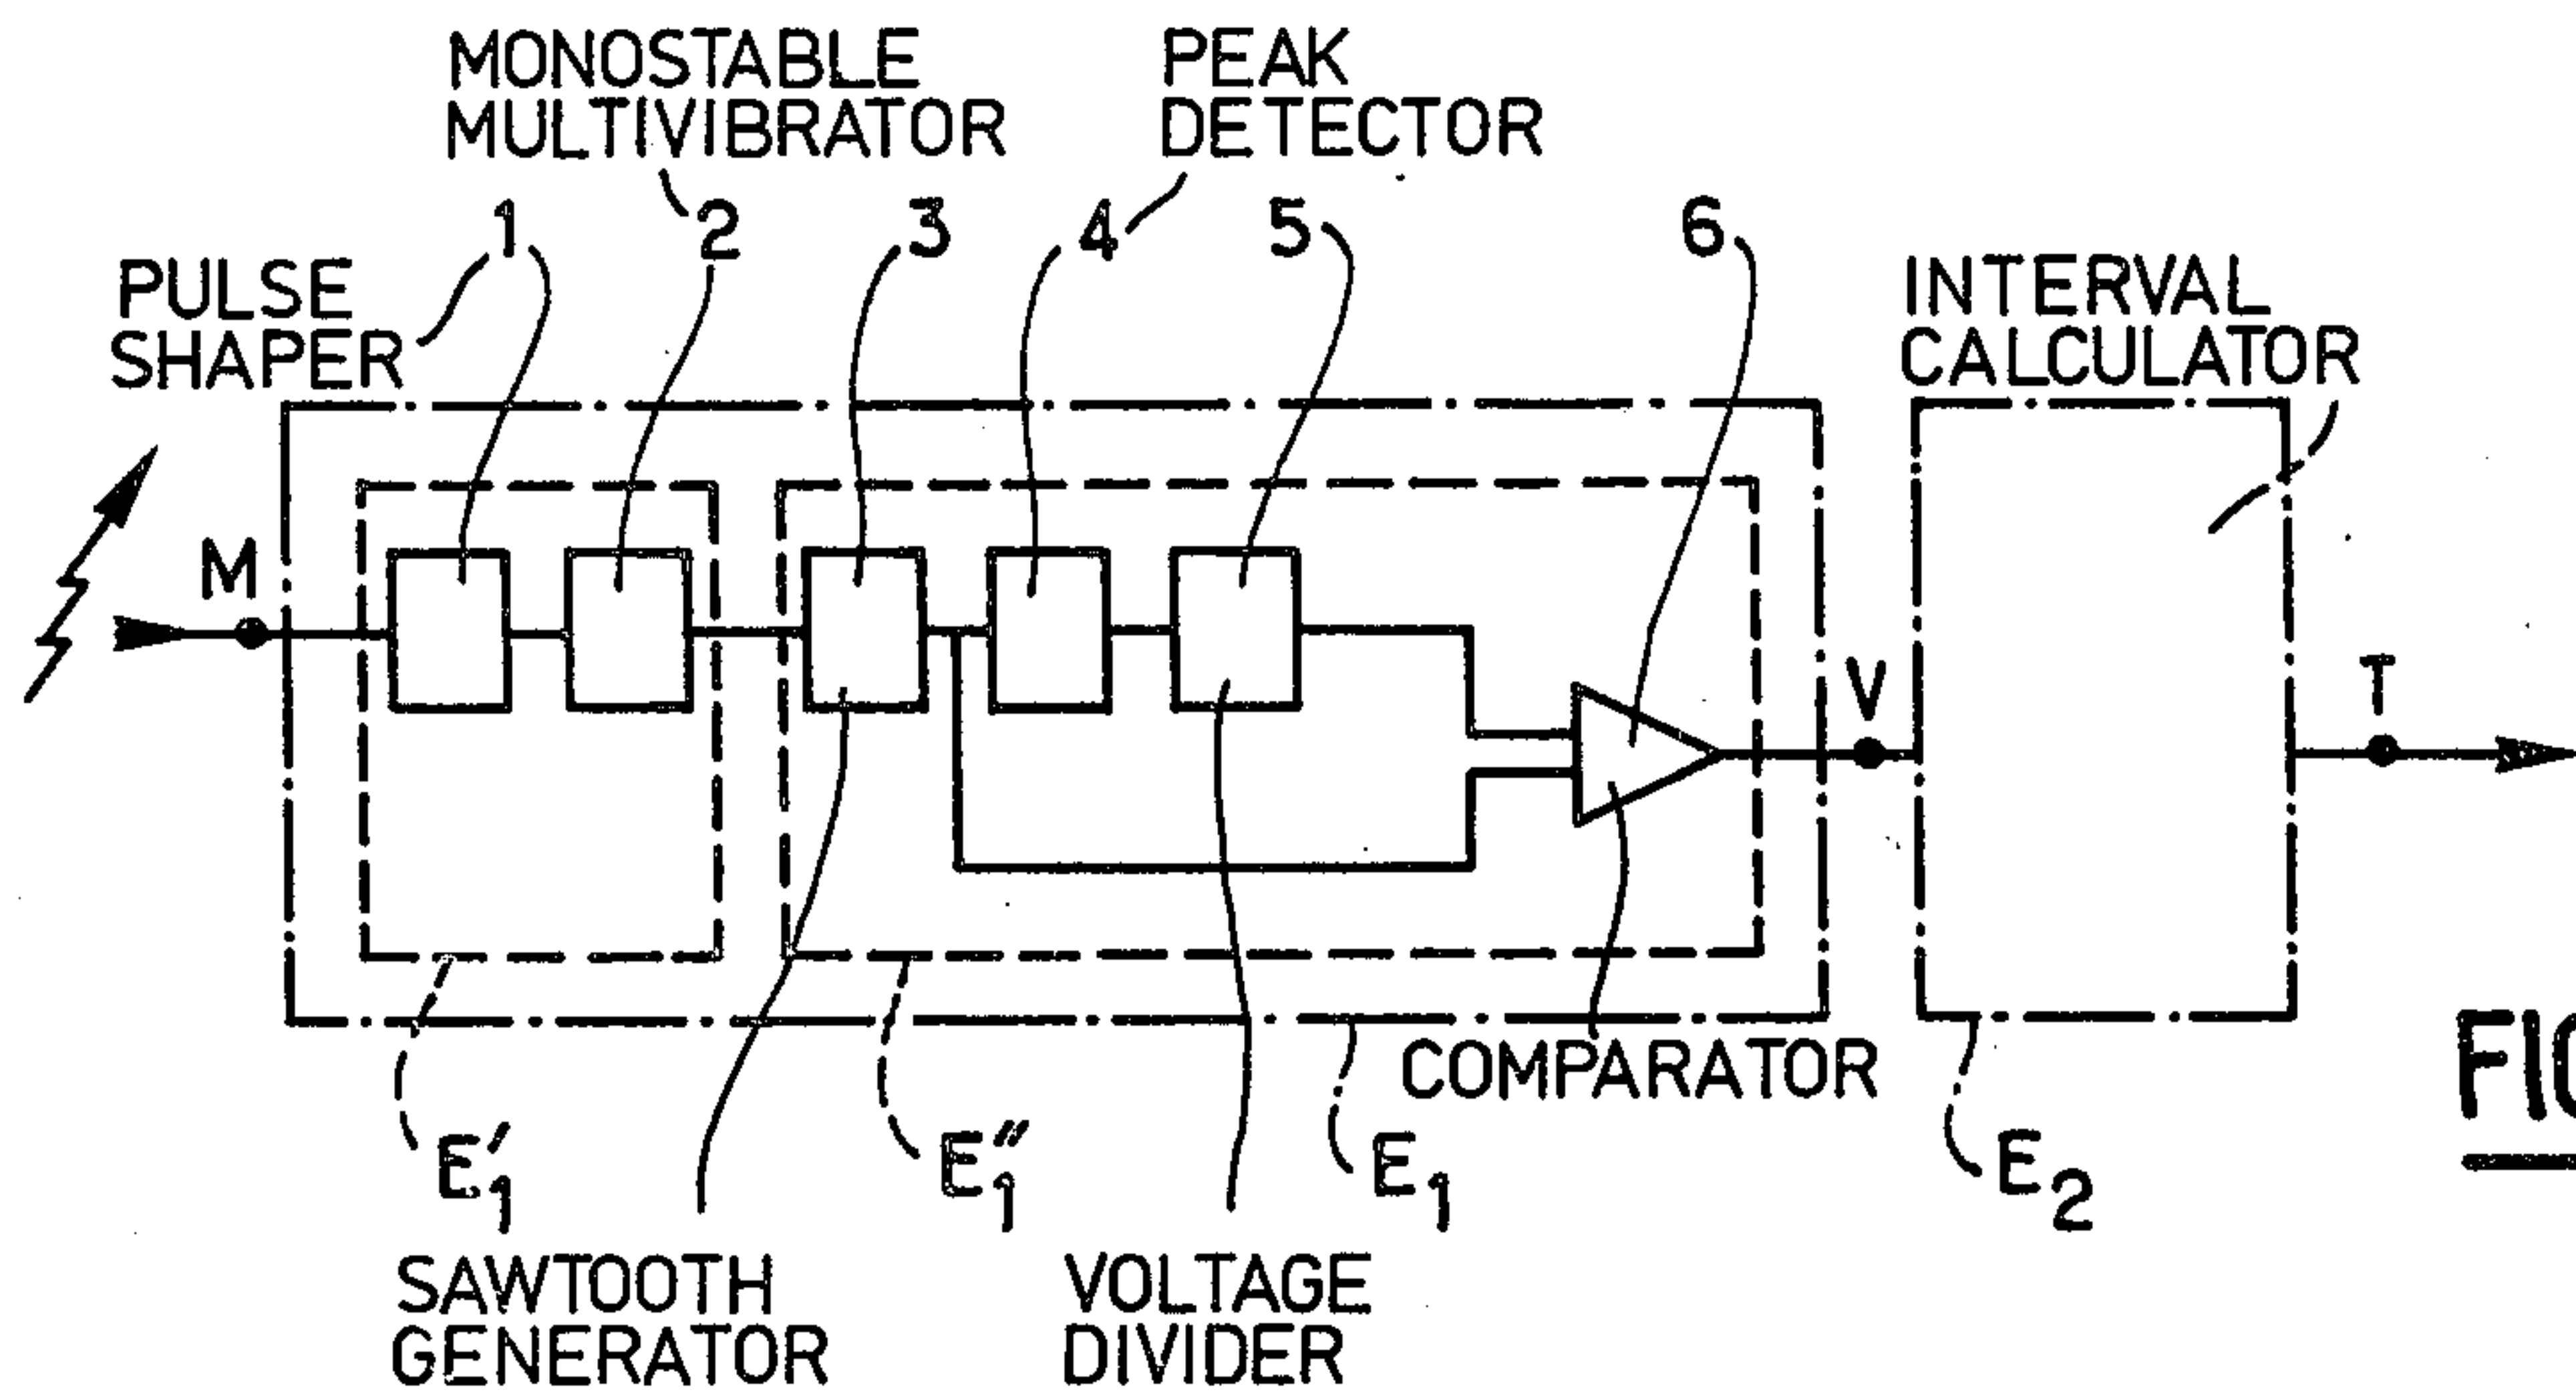 MONOSTABLE
MULTIVIBRATOR
PEAK
DETECTOR
1
2
3
4
5
6
PULSE
SHAPER
INTERVAL
CALCULATOR
M
V
T
COMPARATOR
E'1
E"1
E1
E2
FIG
SAWTOOTH
GENERATOR
VOLTAGE
DIVIDER